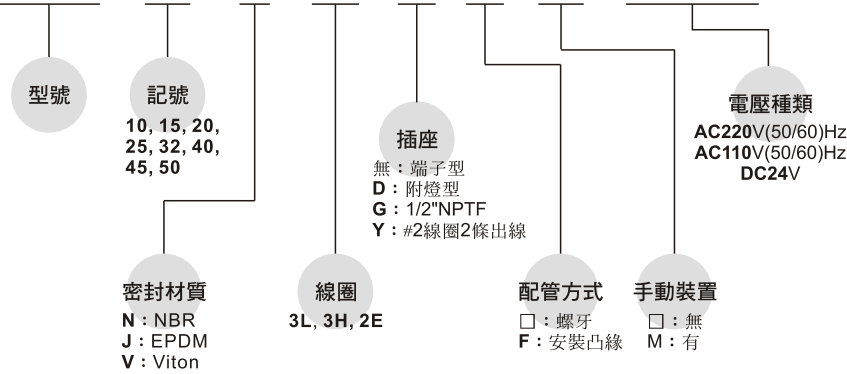 型號
記號
10, 15, 20,
25, 32, 40,
45, 50
插座
無：端子型
D：附燈型
G：1/2"NPTF
Y：#2線圈2條出線
電壓種類
AC220V(50/60)Hz
AC110V(50/60)Hz
DC24V
密封材質
N：NBR
J：EPDM
V：Viton
線圈
3L, 3H, 2E
配管方式
□：螺牙
F：安裝凸緣
手動裝置
□：無
M：有